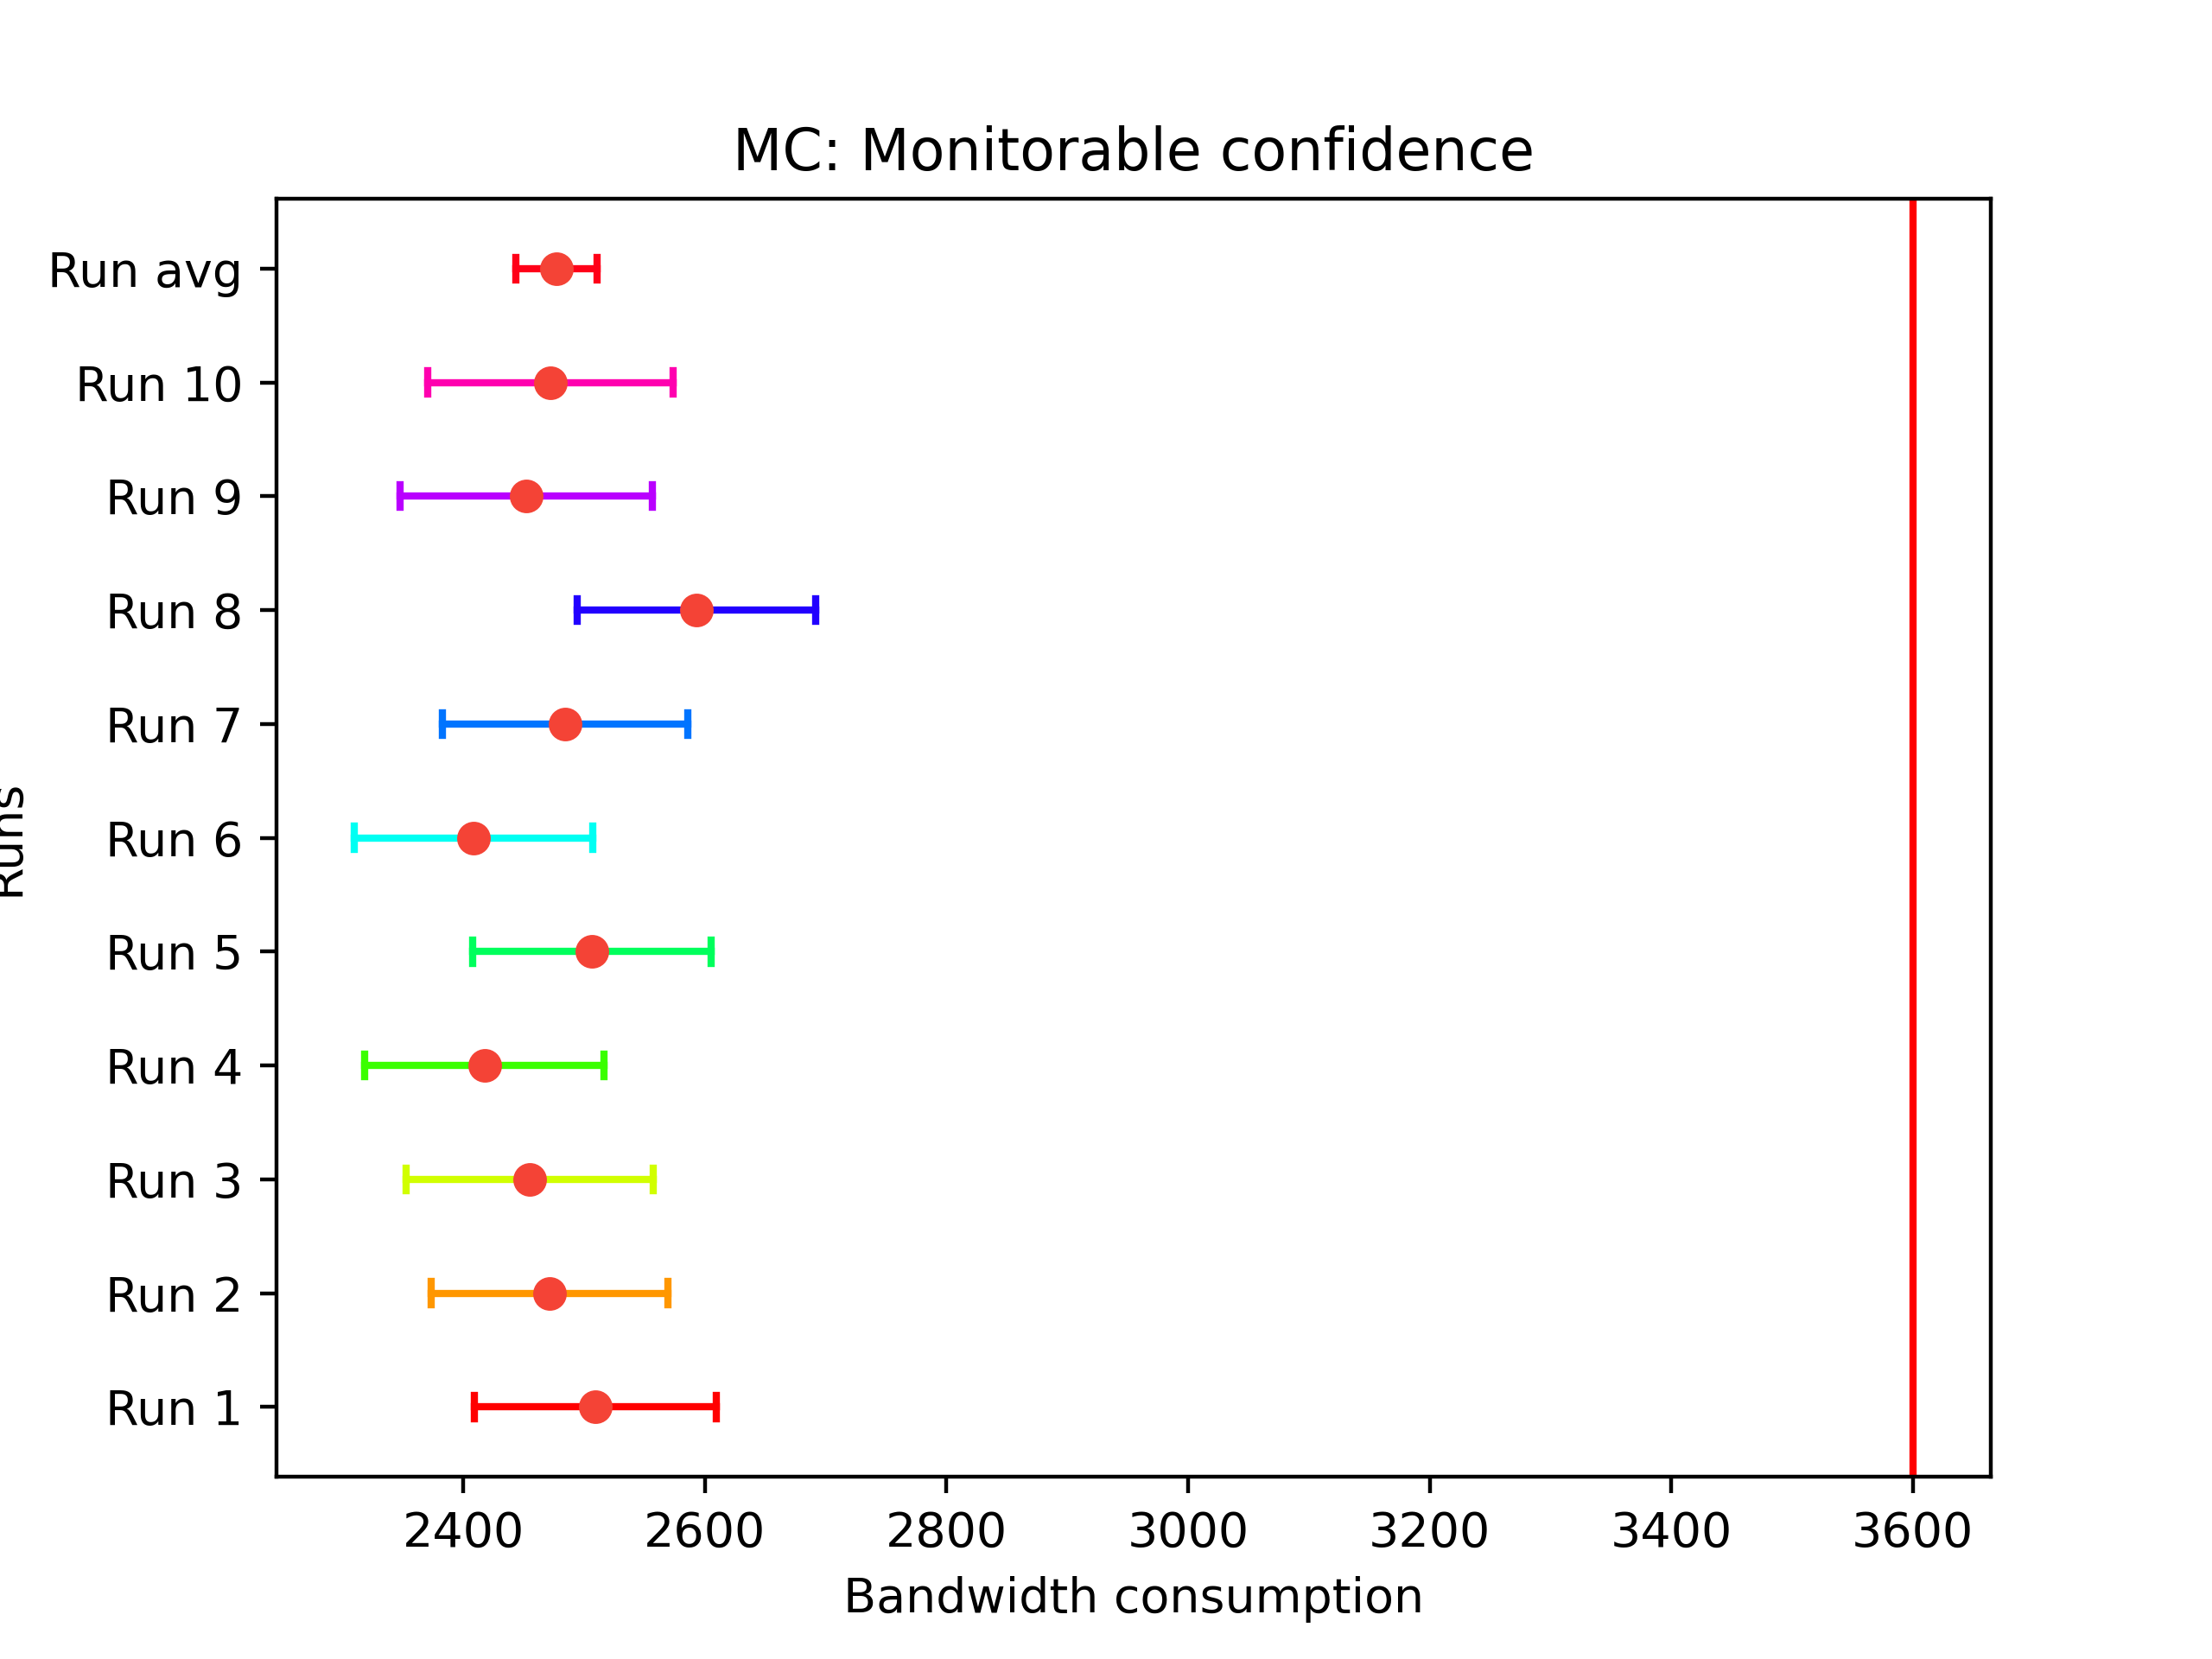 MC: Monitorable confidence
Run avg
Run 10
Run 9
Run 8
Run 7
Run 6
Run 5
Run 4
Run 3
Run 2
Run 1
Runs
2400 2600 2800 3000 3200 3400 3600
Bandwidth consumption